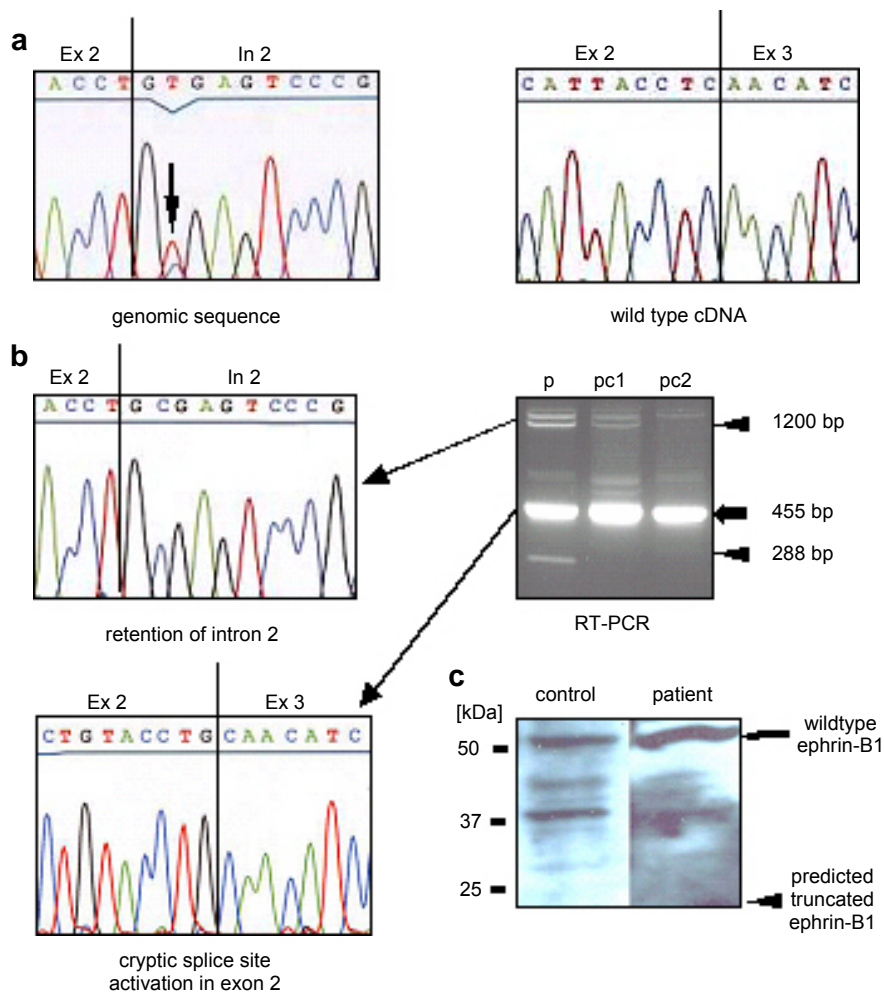 a
Ex 2 In 2
A C C T G T G A G T C C C G
genomic sequence
Ex 2 Ex 3
C A T T A C C T C A A C A T C
wild type cDNA
b
Ex 2 In 2
A C C T G C G A G T C C C G
retention of intron 2
p pc1 pc2
1200 bp
455 bp
288 bp
RT-PCR
Ex 2 Ex 3
C T G T A C C T G C A A C A T C
cryptic splice site
activation in exon 2
c
control patient
[kDa]
50
37
25
wildtype
ephrin-B1
predicted
truncated
ephrin-B1